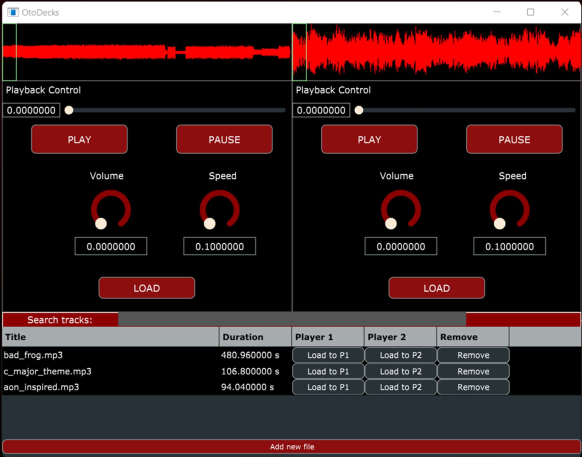 OtoDecks
Playback Control Playback Control
0.0000000 0.0000000
PLAY PAUSE PLAY PAUSE
Volume Speed Volume Speed
0.0000000 0.1000000 0.0000000 0.1000000
LOAD LOAD
Search tracks:
Title Duration Player 1 Player 2 Remove
bad_frog.mp3 480.960000 s Load to P1 Load to P2 Remove
c_major_theme.mp3 106.800000 s Load to P1 Load to P2 Remove
aon_inspired.mp3 94.040000 s Load to P1 Load to P2 Remove
Add new file